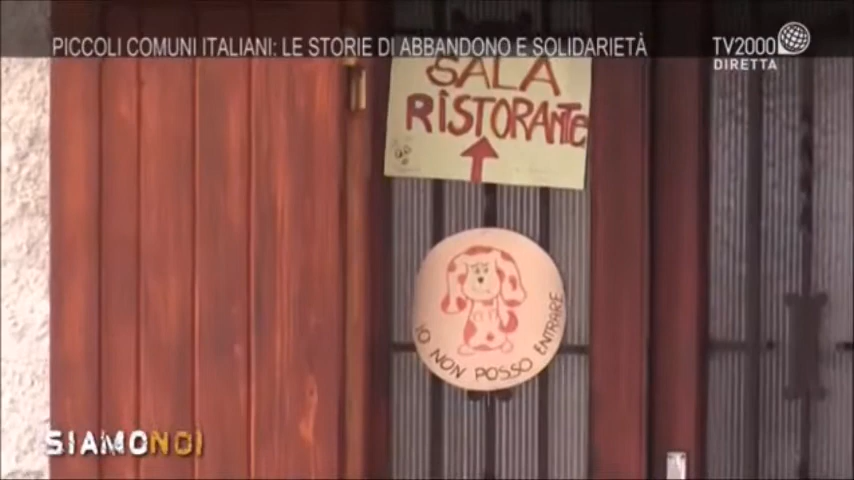 PICCOLI COMUNI ITALIANI: LE STORIE DI ABBANDONO E SOLIDARIETÀ
TV2000
DIRETTA
SALA
RISTORANTE
IO NON POSSO ENTRARE
SIAMONOI